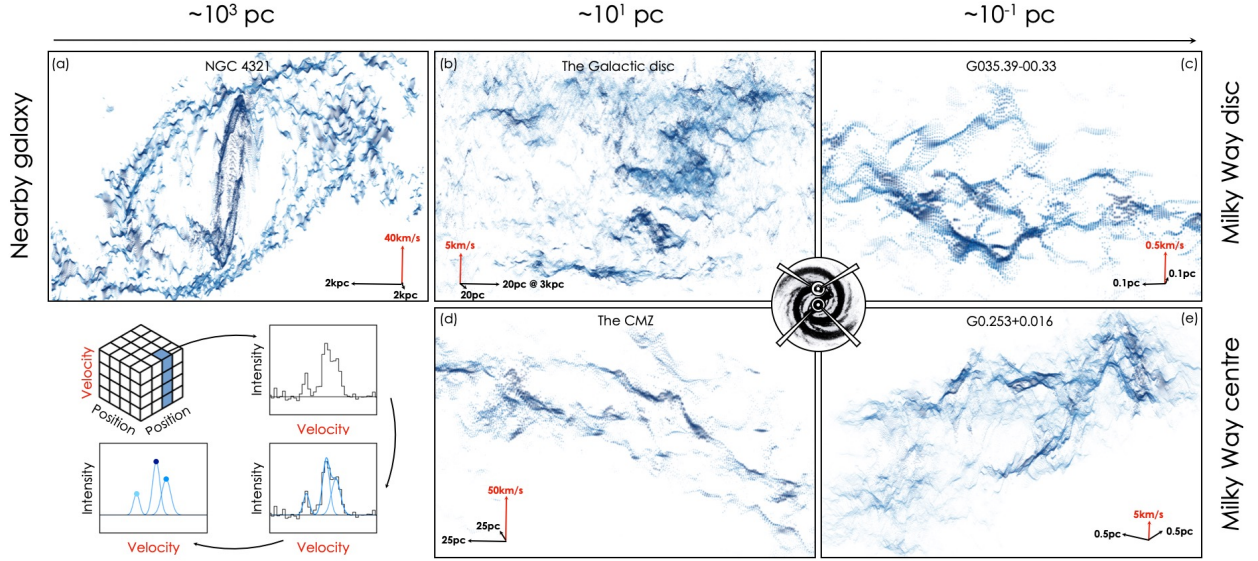 ~10³ pc
~10¹ pc
~10⁻¹ pc
Nearby galaxy
(a)
NGC 4321
40km/s
2kpc
2kpc
(b)
The Galactic disc
5km/s
20pc @ 3kpc
20pc
G035.39-00.33
(c)
0.5km/s
0.1pc
0.1pc
Milky Way disc
Velocity
Position
Position
Intensity
Velocity
Intensity
Velocity
Intensity
Velocity
(d)
The CMZ
50km/s
25pc
25pc
G0.253+0.016
(e)
5km/s
0.5pc
0.5pc
Milky Way centre